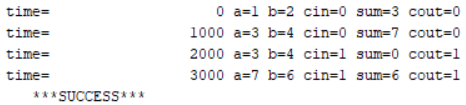 time=                   0 a=1 b=2 cin=0 sum=3 cout=0
time=                1000 a=3 b=4 cin=0 sum=7 cout=0
time=                2000 a=3 b=4 cin=1 sum=0 cout=1
time=                3000 a=7 b=6 cin=1 sum=6 cout=1
   ***SUCCESS***